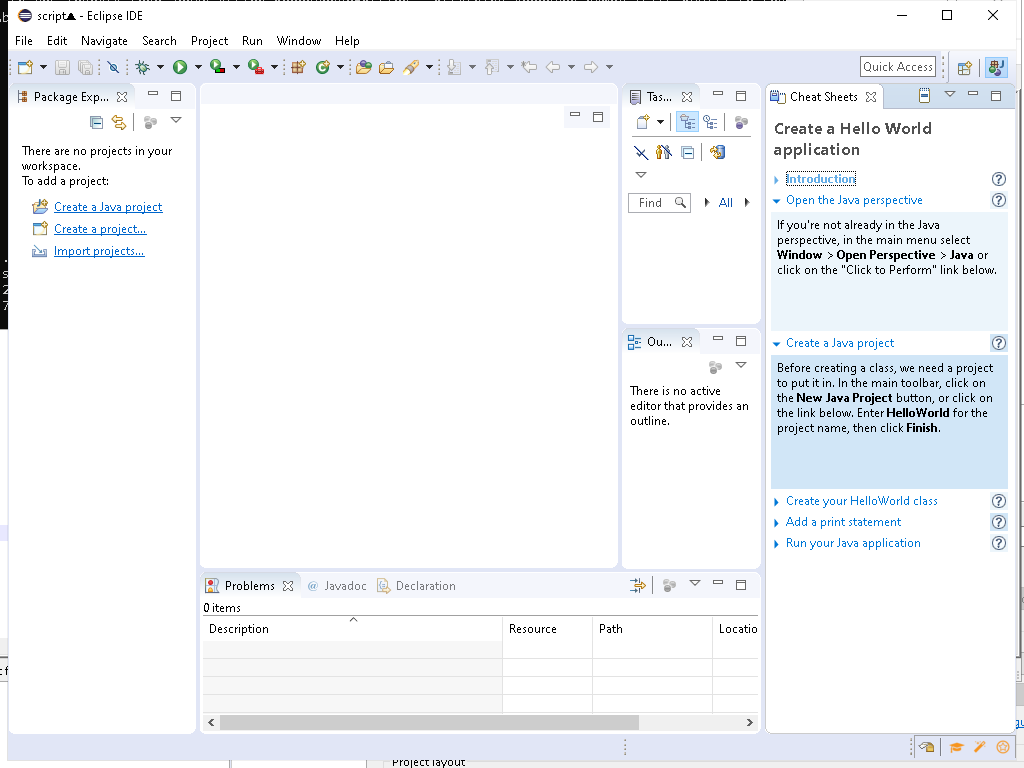 script▲ - Eclipse IDE
File Edit Navigate Search Project Run Window Help
Quick Access
Package Exp...
There are no projects in your
workspace.
To add a project:
Create a Java project
Create a project...
Import projects...
Tas...
Find
All
Ou...
There is no active
editor that provides an
outline.
Problems @ Javadoc Declaration
0 items
Description Resource Path Locatio
Cheat Sheets
Create a Hello World
application
Introduction
Open the Java perspective
If you're not already in the Java
perspective, in the main menu select
Window > Open Perspective > Java or
click on the "Click to Perform" link below.
Create a Java project
Before creating a class, we need a project
to put it in. In the main toolbar, click on
the New Java Project button, or click on
the link below. Enter HelloWorld for the
project name, then click Finish.
Create your HelloWorld class
Add a print statement
Run your Java application
Project layout